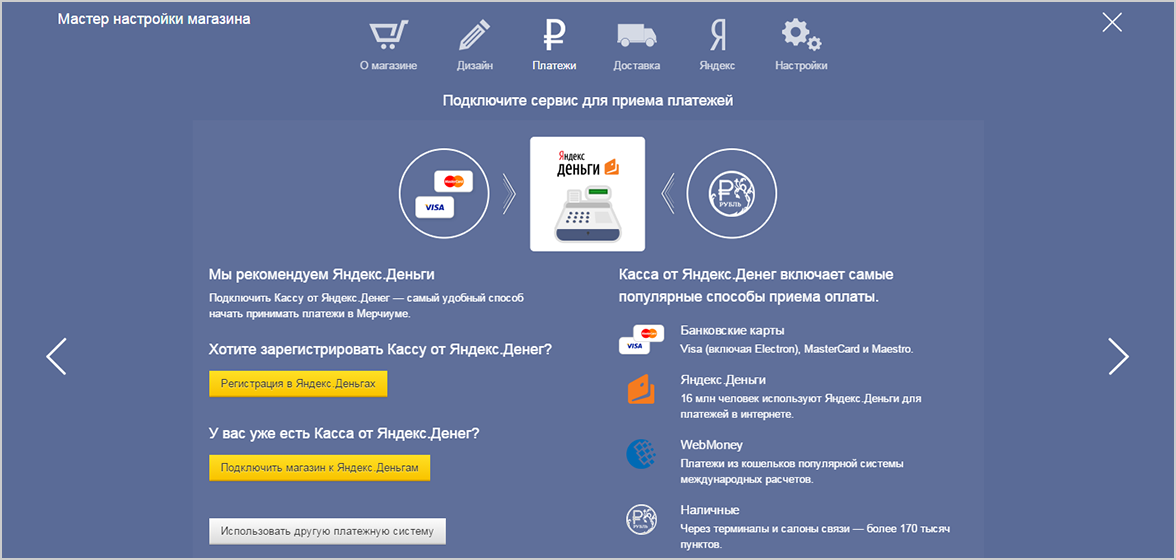 Мастер настройки магазина
О магазине
Дизайн
Платежи
Доставка
Яндекс
Настройки
Подключите сервис для приема платежей
MasterCard
VISA
Яндекс
деньги
РУБЛЬ
Мы рекомендуем Яндекс.Деньги
Подключить Кассу от Яндекс.Денег — самый удобный способ
начать принимать платежи в Мерчиуме.
Хотите зарегистрировать Кассу от Яндекс.Денег?
Регистрация в Яндекс.Деньгах
У вас уже есть Касса от Яндекс.Денег?
Подключить магазин к Яндекс.Деньгам
Использовать другую платежную систему
Касса от Яндекс.Денег включает самые
популярные способы приема оплаты.
MasterCard
VISA
Банковские карты
Visa (включая Electron), MasterCard и Maestro.
Яндекс.Деньги
16 млн человек используют Яндекс.Деньги для
платежей в интернете.
WebMoney
Платежи из кошельков популярной системы
международных расчетов.
РУБЛЬ
Наличные
Через терминалы и салоны связи — более 170 тысяч
пунктов.